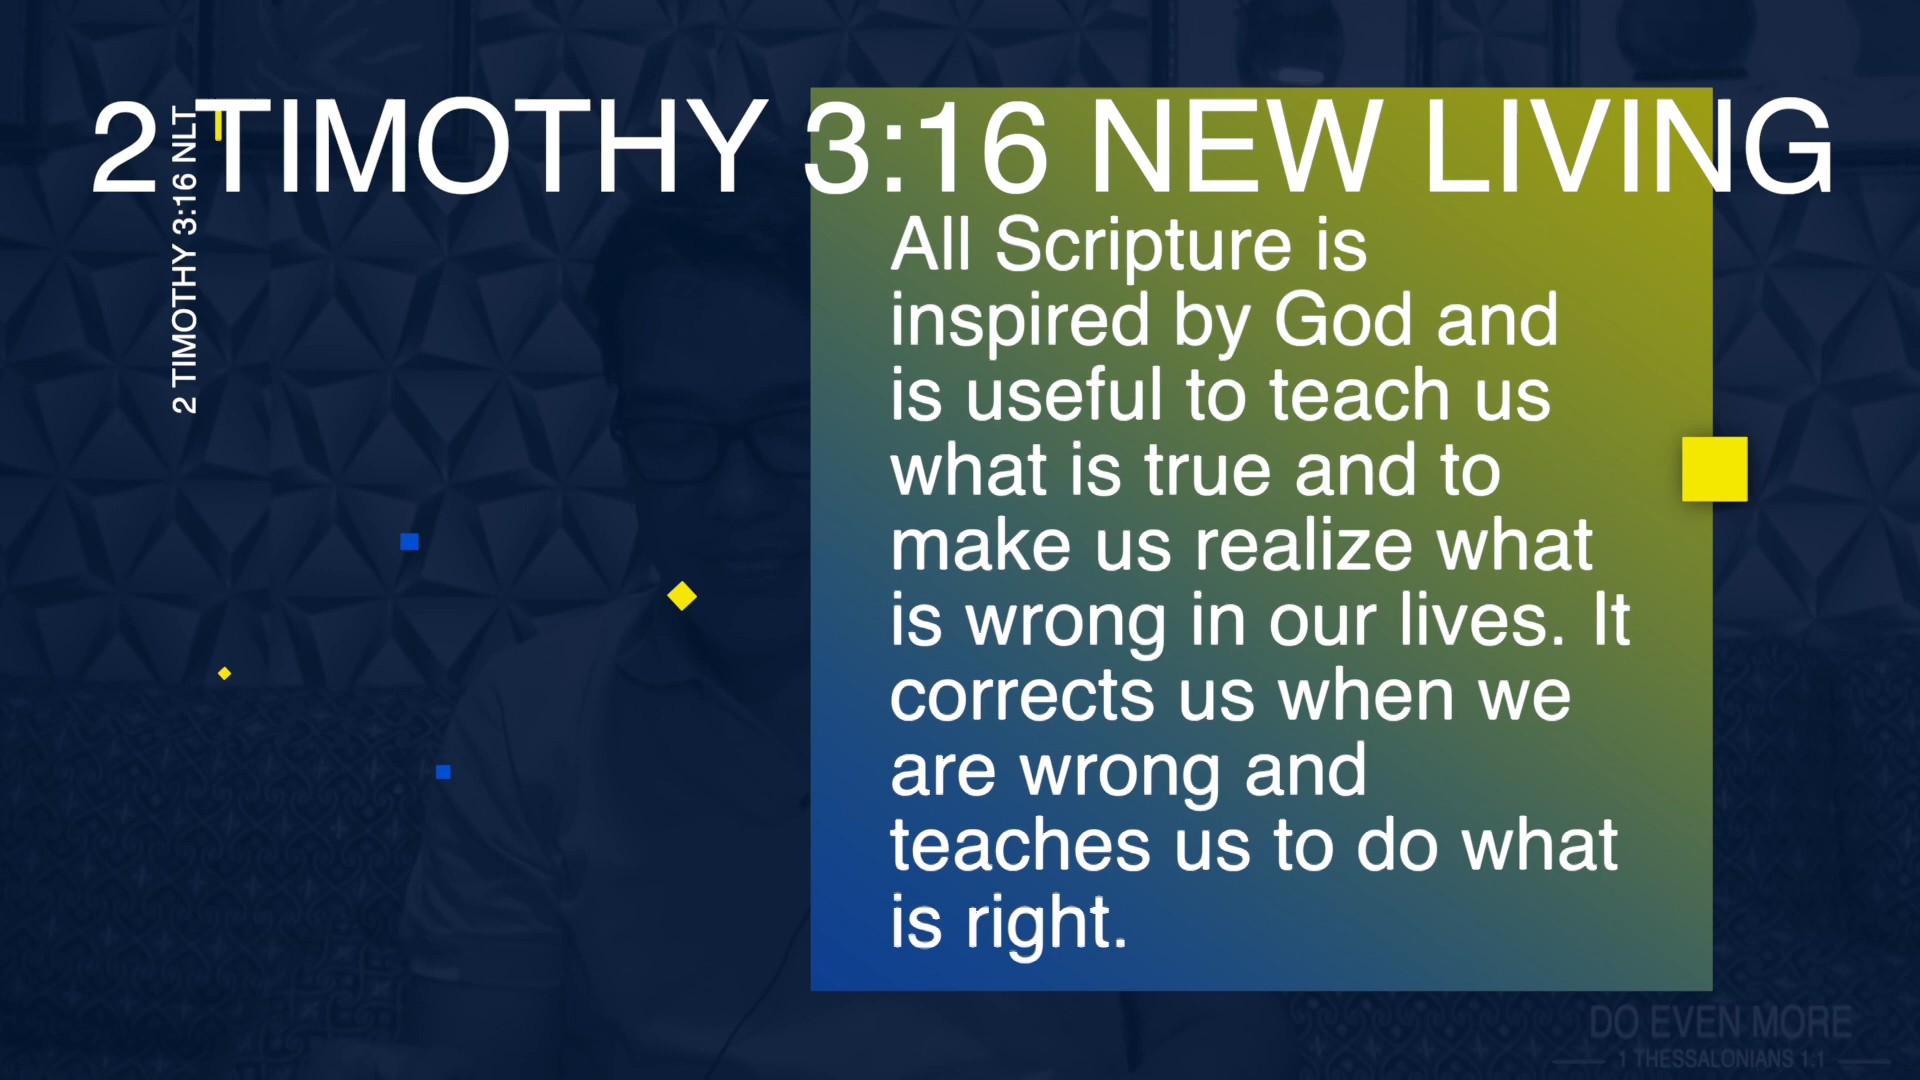 2 TIMOTHY 3:16 NEW LIVING
2 TIMOTHY 3:16 NLT
All Scripture is
inspired by God and
is useful to teach us
what is true and to
make us realize what
is wrong in our lives. It
corrects us when we
are wrong and
teaches us to do what
is right.
DO EVEN MORE
1 THESSALONIANS 1:1